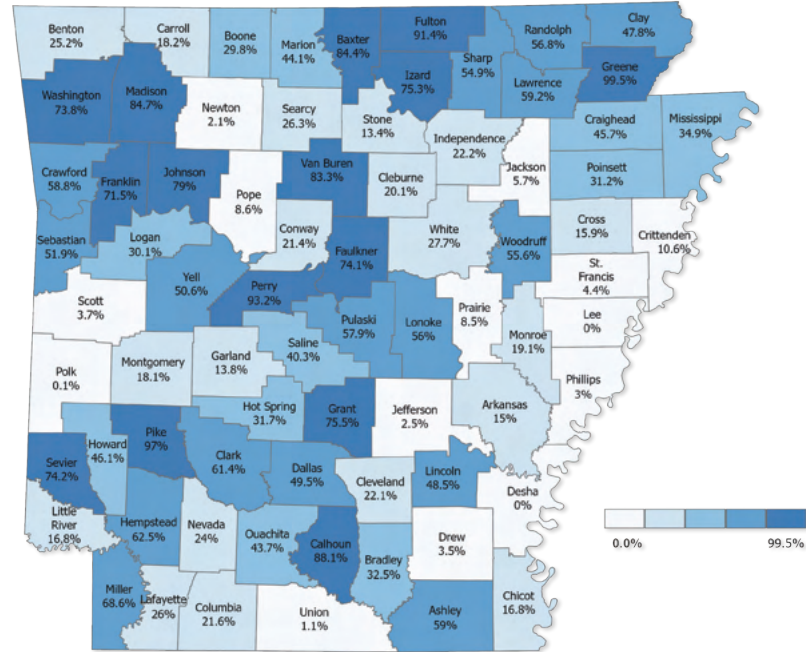 Benton
25.2%
Carroll
18.2%
Boone
29.8%
Marion
44.1%
Baxter
84.4%
Fulton
91.4%
Randolph
56.8%
Clay
47.8%
Izard
75.3%
Sharp
54.9%
Lawrence
59.2%
Greene
99.5%
Washington
73.8%
Madison
84.7%
Newton
2.1%
Searcy
26.3%
Stone
13.4%
Independence
22.2%
Craighead
45.7%
Mississippi
34.9%
Crawford
58.8%
Franklin
71.5%
Johnson
79%
Pope
8.6%
Van Buren
83.3%
Cleburne
20.1%
Jackson
5.7%
Poinsett
31.2%
Sebastian
51.9%
Logan
30.1%
Conway
21.4%
Faulkner
74.1%
White
27.7%
Woodruff
55.6%
Cross
15.9%
Crittenden
10.6%
Yell
50.6%
Perry
93.2%
St.
Francis
4.4%
Scott
3.7%
Pulaski
57.9%
Lonoke
56%
Prairie
8.5%
Monroe
19.1%
Lee
0%
Polk
0.1%
Montgomery
18.1%
Garland
13.8%
Saline
40.3%
Phillips
3%
Hot Spring
31.7%
Grant
75.5%
Jefferson
2.5%
Arkansas
15%
Sevier
74.2%
Howard
46.1%
Pike
97%
Clark
61.4%
Dallas
49.5%
Cleveland
22.1%
Lincoln
48.5%
Desha
0%
Little
River
16.8%
Hempstead
62.5%
Nevada
24%
Ouachita
43.7%
Calhoun
88.1%
Bradley
32.5%
Drew
3.5%
0.0%
99.5%
Miller
68.6%
Lafayette
26%
Columbia
21.6%
Union
1.1%
Ashley
59%
Chicot
16.8%